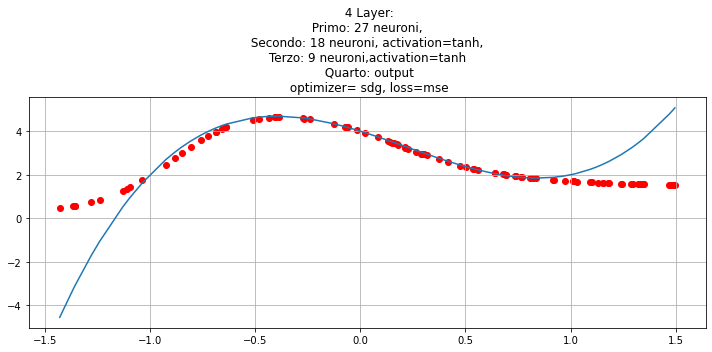 4 Layer:
Primo: 27 neuroni,
Secondo: 18 neuroni, activation=tanh,
Terzo: 9 neuroni,activation=tanh
Quarto: output
optimizer= sdg, loss=mse
4
2
0
−2
−4
−1.5 −1.0 −0.5 0.0 0.5 1.0 1.5